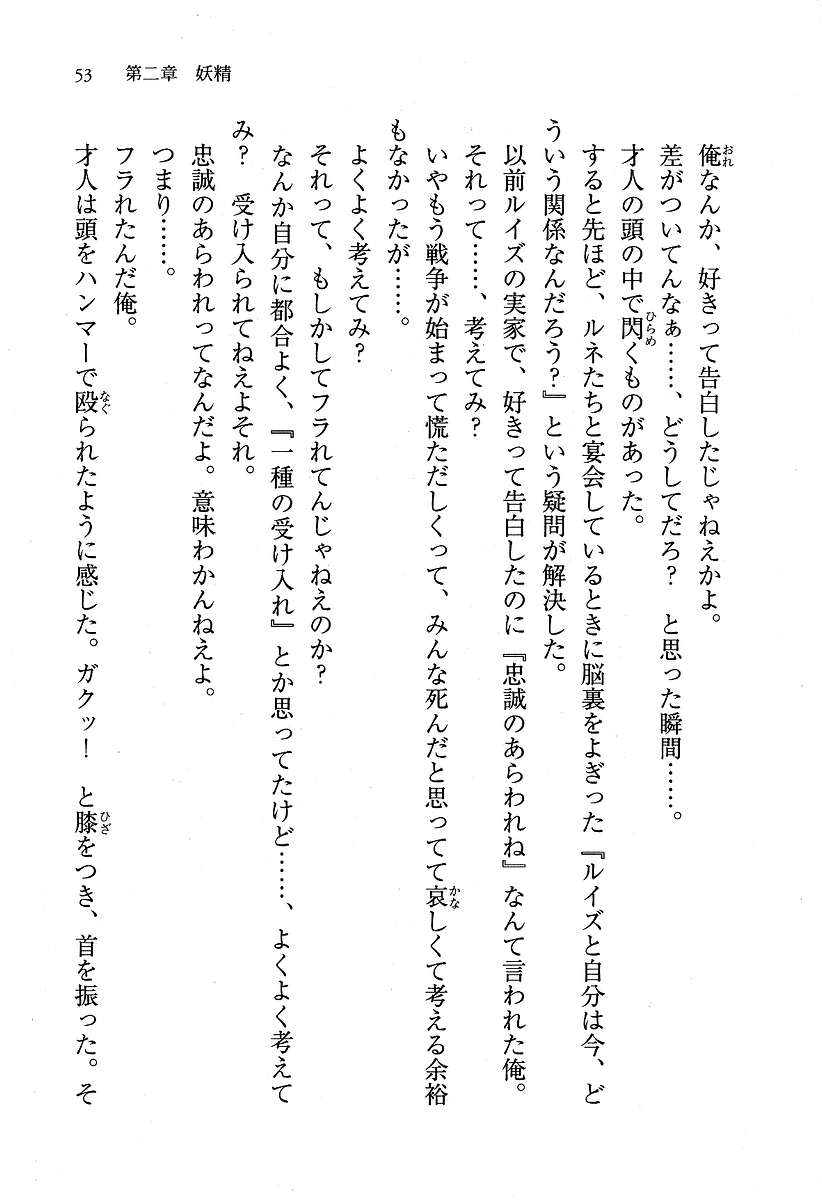 53　第二章　妖精
俺なんか、好きって告白したじゃねえかよ。
差がついてんなぁ……、どうしてだろ？　と思った瞬間……。
才人の頭の中で閃くものがあった。
すると先ほど、ルネたちと宴会しているときに脳裏をよぎった『ルイズと自分は今、ど
ういう関係なんだろう？』という疑問が解決した。
以前ルイズの実家で、好きって告白したのに『忠誠のあらわれね』なんて言われた俺。
それって……、考えてみ？
いやもう戦争が始まって慌ただしくって、みんな死んだと思ってて哀しくて考える余裕
もなかったが……。
よくよく考えてみ？
それって、もしかしてフラれてんじゃねえのか？
なんか自分に都合よく、『一種の受け入れ』とか思ってたけど……、よくよく考えて
み？　受け入られてねえよそれ。
忠誠のあらわれってなんだよ。意味わかんねえよ。
つまり……。
フラれたんだ俺。
才人は頭をハンマーで殴られたように感じた。ガクッ！　と膝をつき、首を振った。そ